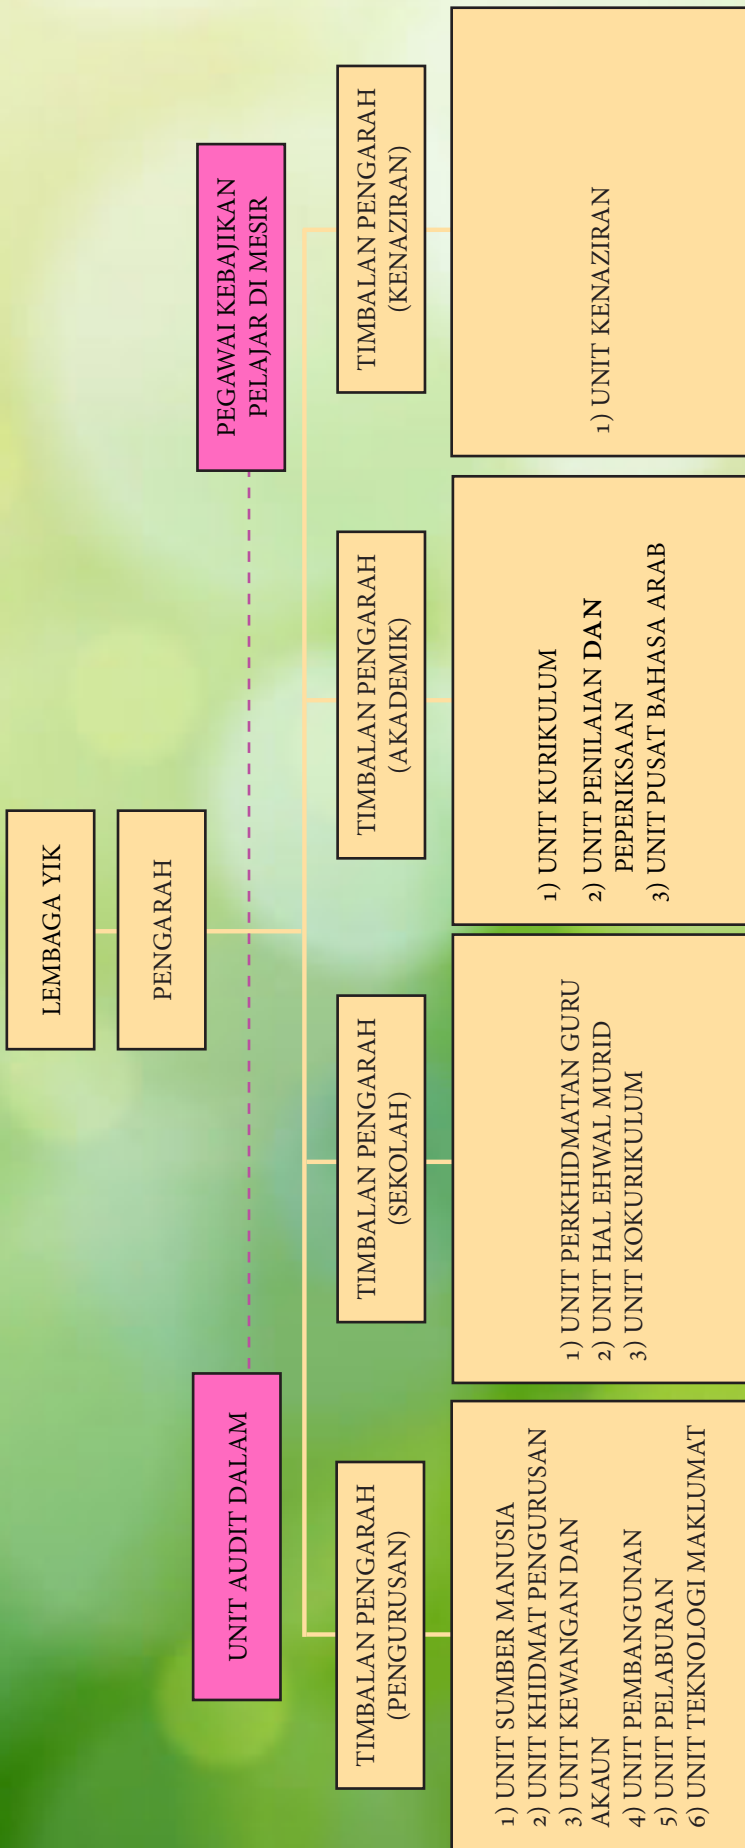 LEMBAGA YIK
PENGARAH
UNIT AUDIT DALAM
PEGAWAI KEBAJIKAN
PELAJAR DI MESIR
TIMBALAN PENGARAH
(PENGURUSAN)
TIMBALAN PENGARAH
(SEKOLAH)
TIMBALAN PENGARAH
(AKADEMIK)
TIMBALAN PENGARAH
(KENAZIRAN)
1) UNIT SUMBER MANUSIA
2) UNIT KHIDMAT PENGURUSAN
3) UNIT KEWANGAN DAN
AKAUN
4) UNIT PEMBANGUNAN
5) UNIT PELABURAN
6) UNIT TEKNOLOGI MAKLUMAT
1) UNIT PERKHIDMATAN GURU
2) UNIT HAL EHWAL MURID
3) UNIT KOKURIKULUM
1) UNIT KURIKULUM
2) UNIT PENILAIAN DAN
PEPERIKSAAN
3) UNIT PUSAT BAHASA ARAB
1) UNIT KENAZIRAN